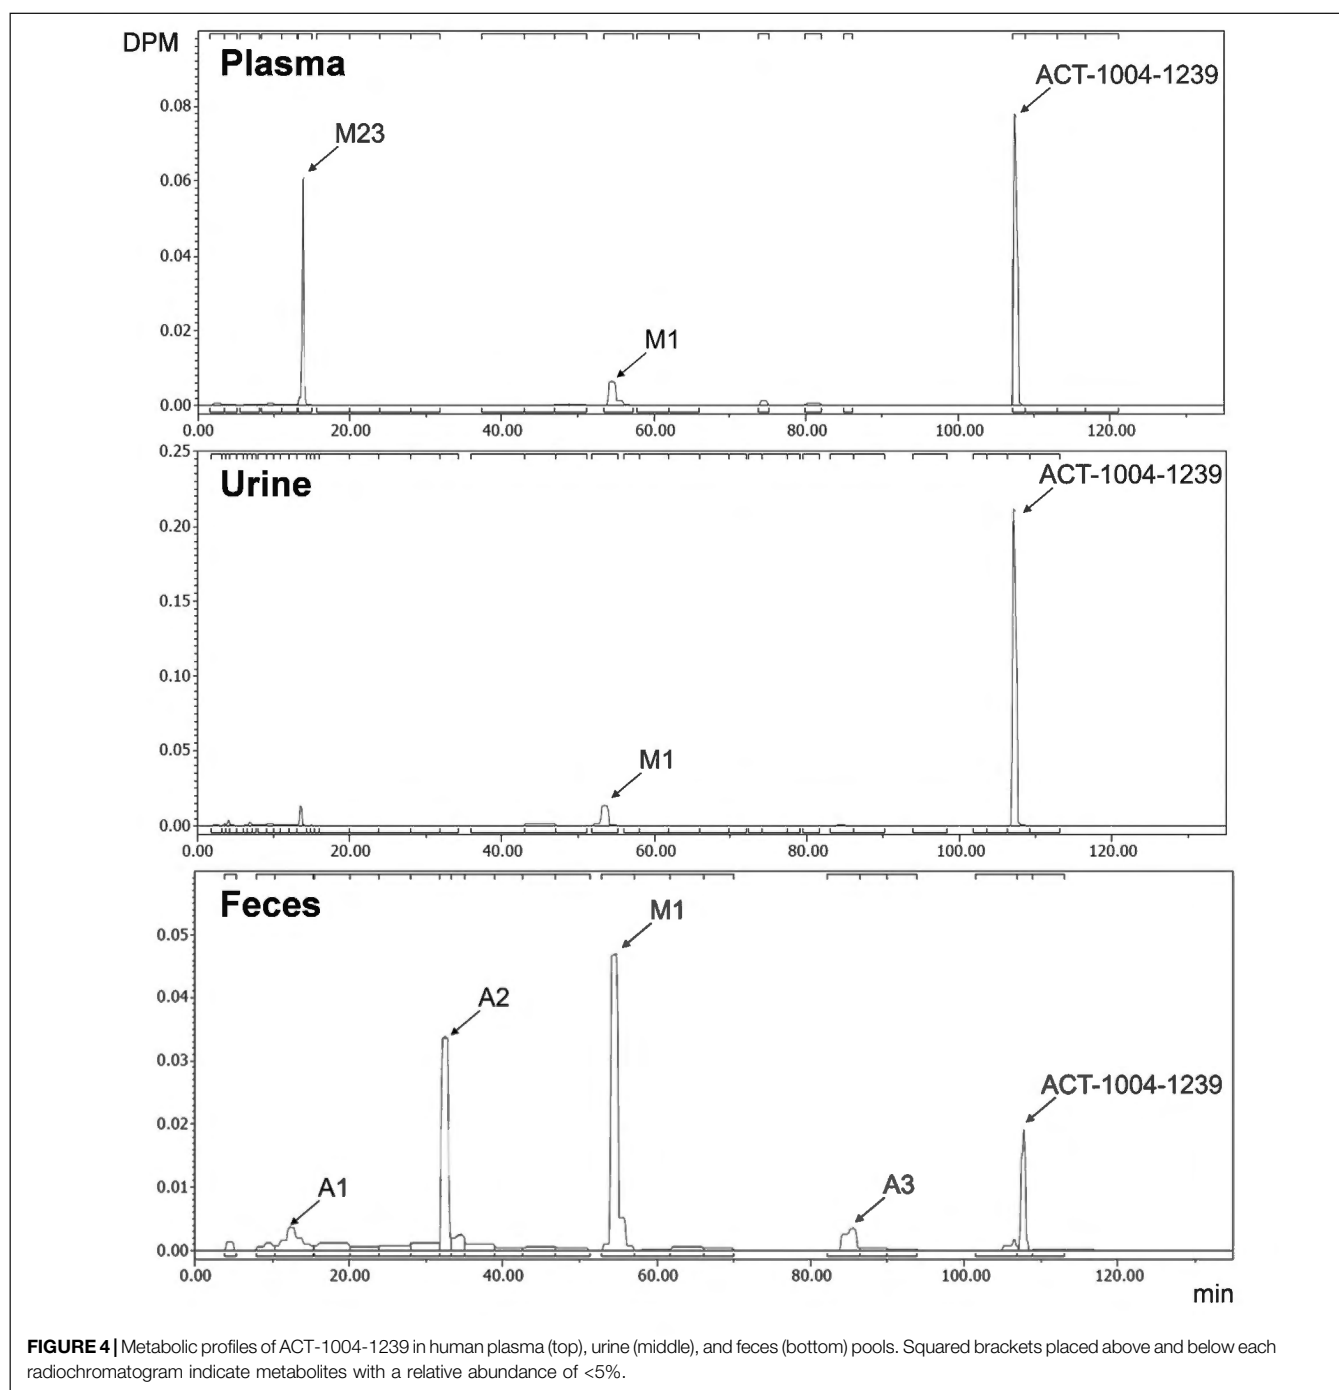 DPM
Plasma
ACT-1004-1239
M23
M1
0.08
0.06
0.04
0.02
0.00
0.00 20.00 40.00 60.00 80.00 100.00 120.00
0.25
Urine
ACT-1004-1239
M1
0.20
0.15
0.10
0.05
0.00
0.00 20.00 40.00 60.00 80.00 100.00 120.00
Feces
M1
A2
ACT-1004-1239
A1
A3
0.05
0.04
0.03
0.02
0.01
0.00
0.00 20.00 40.00 60.00 80.00 100.00 120.00
min
FIGURE 4 | Metabolic profiles of ACT-1004-1239 in human plasma (top), urine (middle), and feces (bottom) pools. Squared brackets placed above and below each
radiochromatogram indicate metabolites with a relative abundance of <5%.